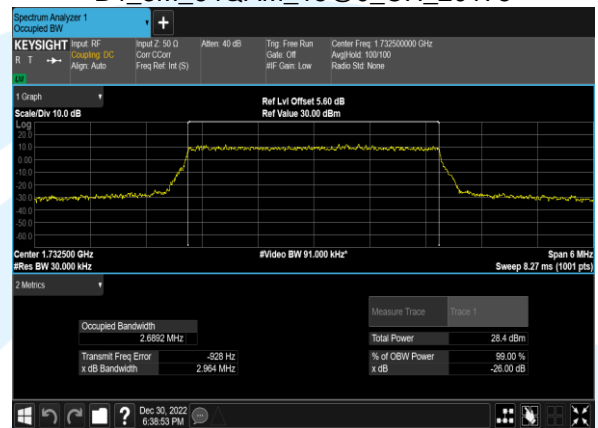 Spectrum Analyzer 1
Occupied BW
+
KEYSIGHT Input: RF Input Z: 50 Ω Atten: 40 dB Trig: Free Run Center Freq: 1.732500000 GHz
R T Coupling: DC Corr CCorr Gate: Off Avg|Hold: 100/100
Align: Auto Freq Ref: Int (S) #IF Gain: Low Radio Std: None
LV
1 Graph
Ref Lvl Offset 5.60 dB
Scale/Div 10.0 dB Ref Value 30.00 dBm
Log
20.0
10.0
0.00
-10.0
-20.0
-30.0
-40.0
-50.0
-60.0
Center 1.732500 GHz #Video BW 91.000 kHz* Span 6 MHz
#Res BW 30.000 kHz Sweep 8.27 ms (1001 pts)
2 Metrics
Measure Trace Trace 1
Occupied Bandwidth
2.6892 MHz Total Power 28.4 dBm
Transmit Freq Error -928 Hz % of OBW Power 99.00 %
x dB Bandwidth 2.964 MHz x dB -26.00 dB
?
Dec 30, 2022
6:38:53 PM